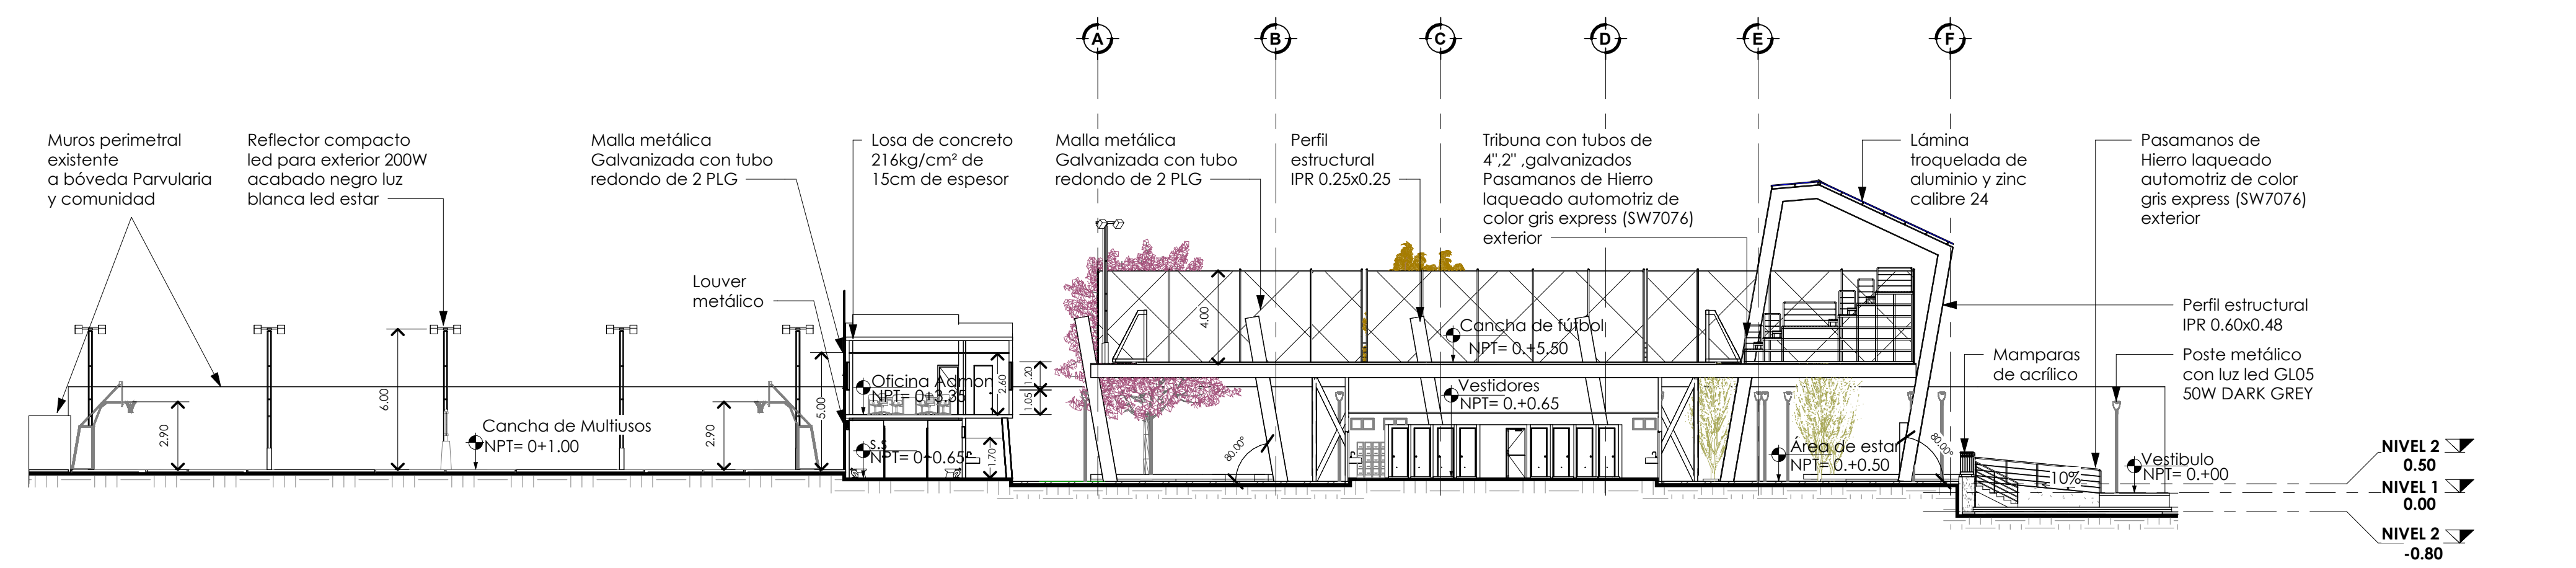 A
B
C
D
E
F
Muros perimetral
existente
a bóveda Parvularia
y comunidad
Reflector compacto
led para exterior 200W
acabado negro luz
blanca led estar
Malla metálica
Galvanizada con tubo
redondo de 2 PLG
Losa de concreto
216kg/cm² de
15cm de espesor
Malla metálica
Galvanizada con tubo
redondo de 2 PLG
Perfil
estructural
IPR 0.25x0.25
Tribuna con tubos de
4",2" ,galvanizados
Pasamanos de Hierro
laqueado automotriz de
color gris express (SW7076)
exterior
Lámina
troquelada de
aluminio y zinc
calibre 24
Pasamanos de
Hierro laqueado
automotriz de color
gris express (SW7076)
exterior
Louver
metálico
Perfil estructural
IPR 0.60x0.48
Mamparas
de acrílico
Poste metálico
con luz led GL05
50W DARK GREY
2.90
6.00
Cancha de Multiusos
NPT= 0+1.00
2.90
5.00
Oficina Admon
NPT= 0+3.35
2.60
1.20
1.05
s.s
NPT= 0+0.65
1.70
4.00
Cancha de fútbol
NPT= 0.+5.50
Vestidores
NPT= 0.+0.65
80.00°
Área de estar
NPT= 0.+0.50
80.00°
10%
Vestibulo
NPT= 0.+00
NIVEL 2
0.50
NIVEL 1
0.00
NIVEL 2
-0.80